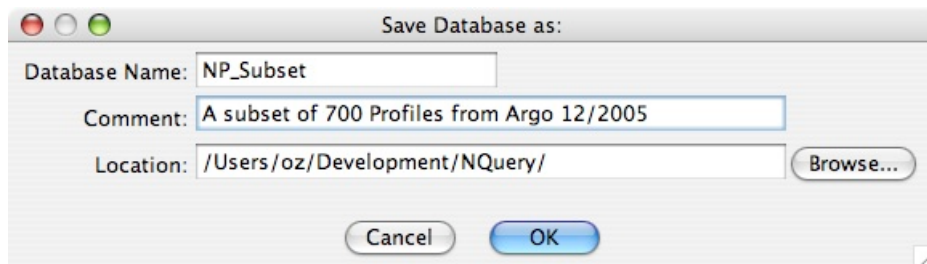 Save Database as:
Database Name: NP_Subset
Comment: A subset of 700 Profiles from Argo 12/2005
Location: /Users/oz/Development/NQuery/ Browse...
Cancel OK